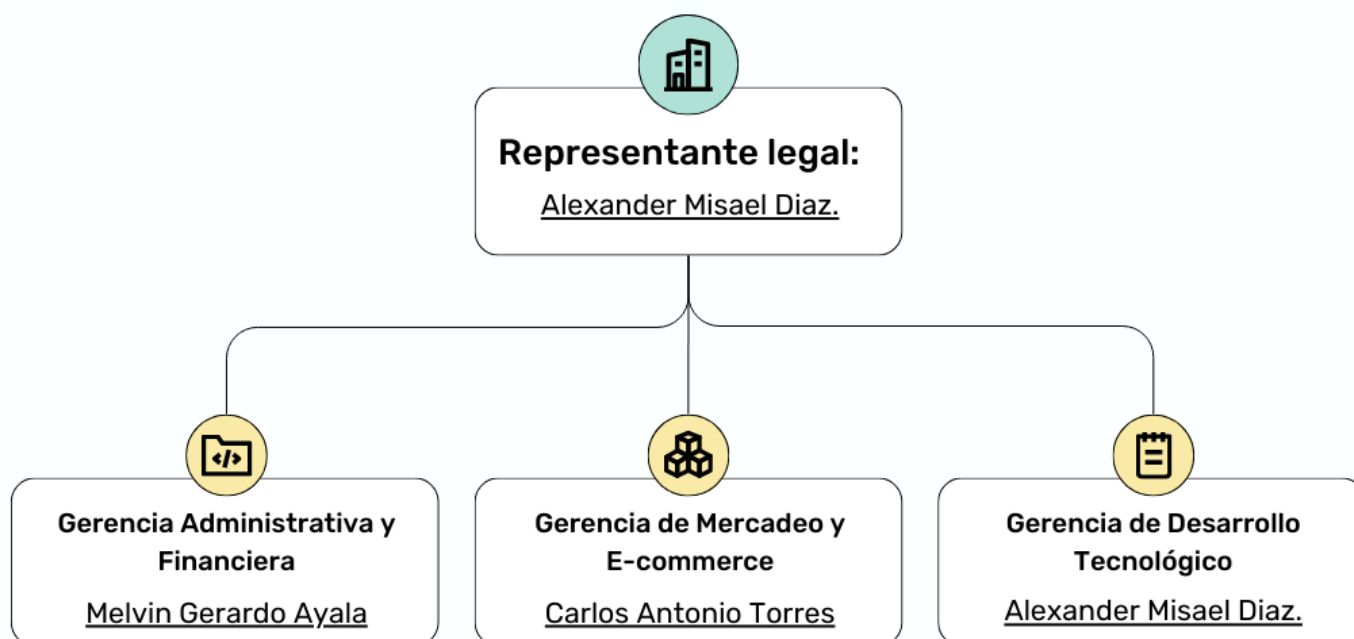 Representante legal:
Alexander Misael Diaz.
Gerencia Administrativa y
Financiera
Melvin Gerardo Ayala
Gerencia de Mercadeo y
E-commerce
Carlos Antonio Torres
Gerencia de Desarrollo
Tecnológico
Alexander Misael Diaz.